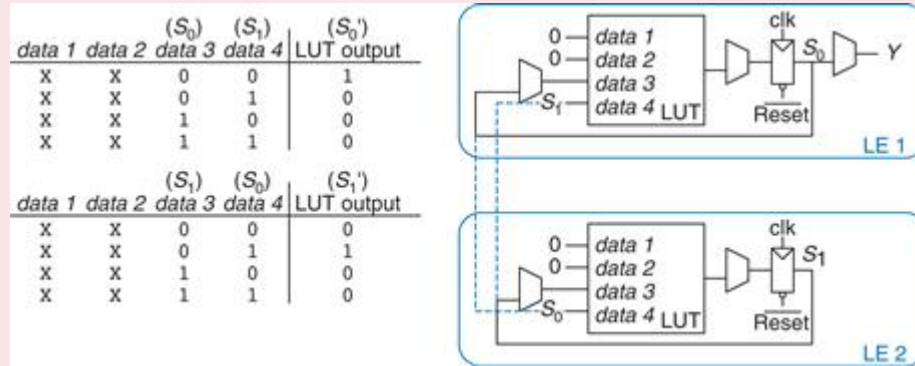 (S0) (S1) (S0')
data 1 data 2 data 3 data 4 LUT output
X X 0 0 1
X X 0 1 0
X X 1 0 0
X X 1 1 0
(S1) (S0) (S1')
data 1 data 2 data 3 data 4 LUT output
X X 0 0 0
X X 0 1 1
X X 1 0 0
X X 1 1 0
clk
0 data 1
0 data 2
data 3
S1 data 4 LUT
S0
Y
Reset
LE 1
clk
0 data 1
0 data 2
data 3
S0 data 4 LUT
S1
Reset
LE 2